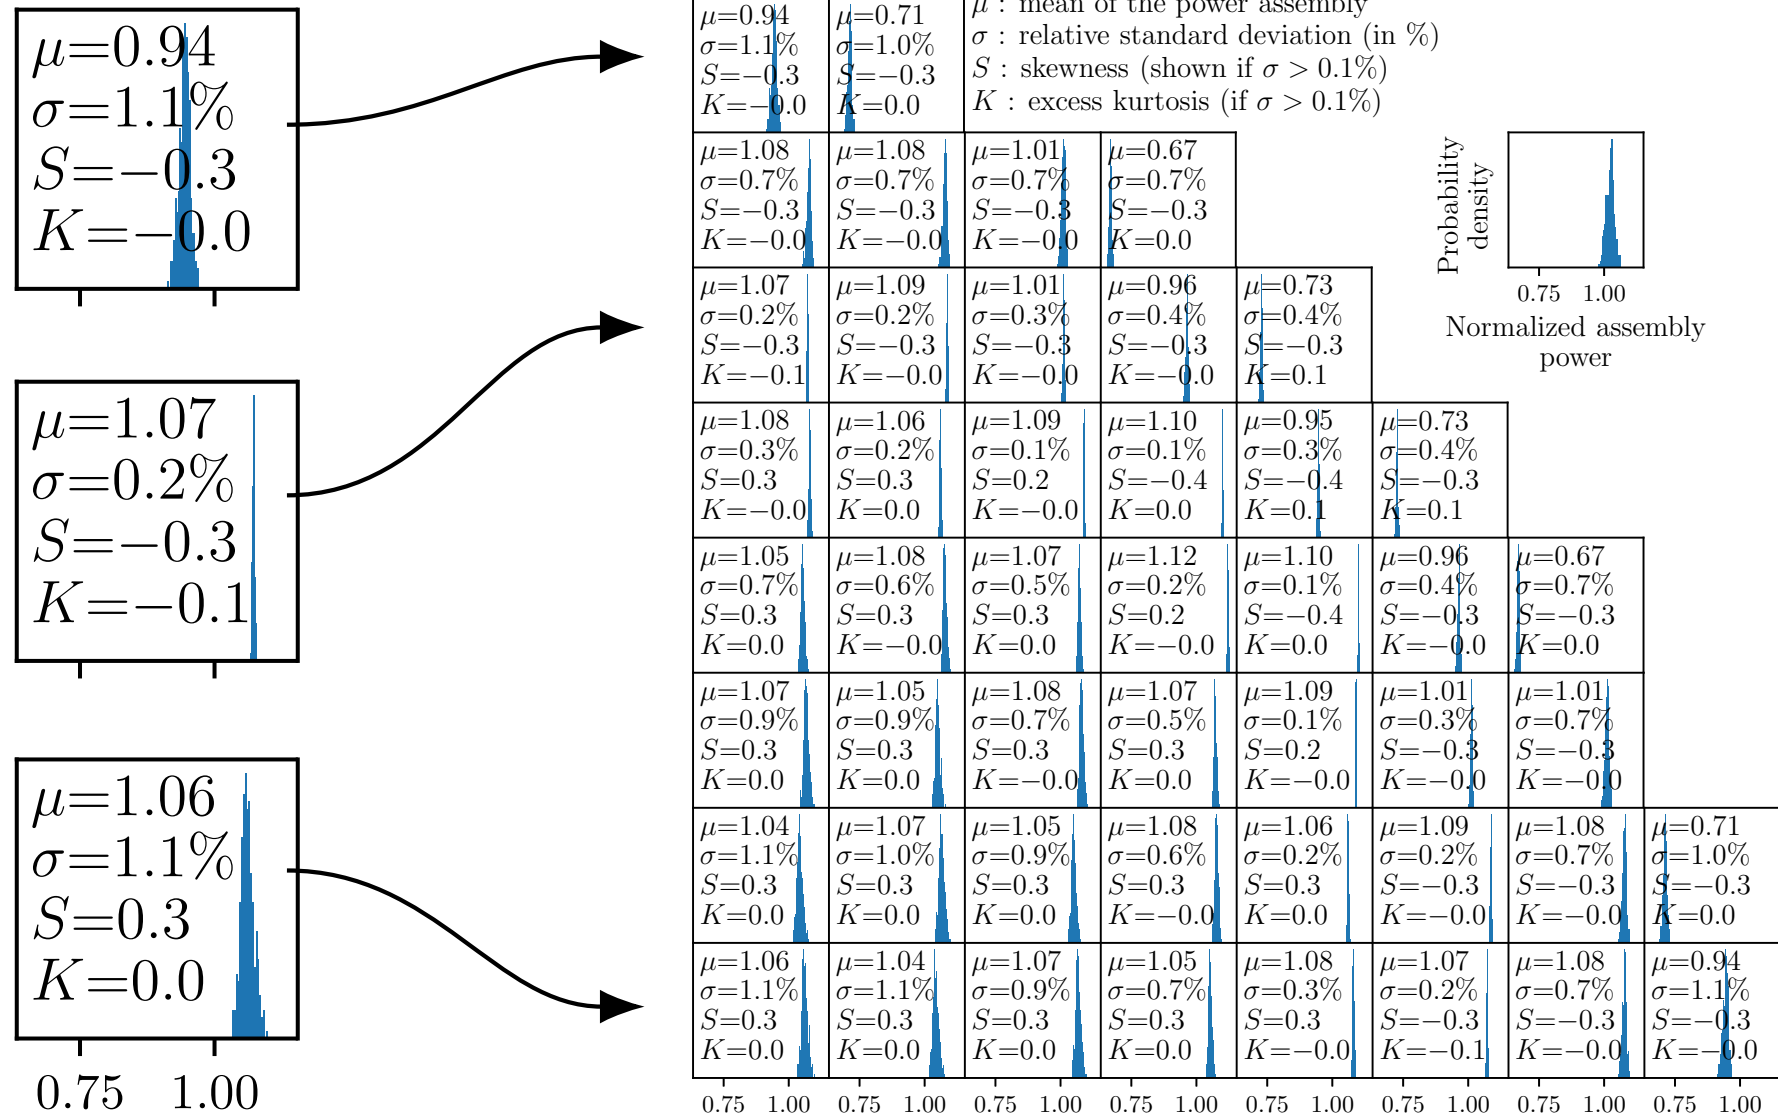 μ=0.94
σ=1.1%
S=−0.3
K=−0.0
μ=1.07
σ=0.2%
S=−0.3
K=−0.1
μ=1.06
σ=1.1%
S=0.3
K=0.0
0.75 1.00
μ=0.94 μ=0.71
σ=1.1% σ=1.0%
S=−0.3 S=−0.3
K=−0.0 K=0.0
μ : mean of the power assembly
σ : relative standard deviation (in %)
S : skewness (shown if σ > 0.1%)
K : excess kurtosis (if σ > 0.1%)
Probability
density
0.75 1.00
Normalized assembly
power
μ=1.08 μ=1.08 μ=1.01 μ=0.67
σ=0.7% σ=0.7% σ=0.7% σ=0.7%
S=−0.3 S=−0.3 S=−0.3 S=−0.3
K=−0.0 K=−0.0 K=−0.0 K=0.0
μ=1.07 μ=1.09 μ=1.01 μ=0.96 μ=0.73
σ=0.2% σ=0.2% σ=0.3% σ=0.4% σ=0.4%
S=−0.3 S=−0.3 S=−0.3 S=−0.3 S=−0.3
K=−0.1 K=−0.0 K=−0.0 K=−0.0 K=0.1
μ=1.08 μ=1.06 μ=1.09 μ=1.10 μ=0.95 μ=0.73
σ=0.3% σ=0.2% σ=0.1% σ=0.1% σ=0.3% σ=0.4%
S=0.3 S=0.3 S=0.2 S=−0.4 S=−0.4 S=−0.3
K=−0.0 K=0.0 K=−0.0 K=0.0 K=0.1 K=0.1
μ=1.05 μ=1.08 μ=1.07 μ=1.12 μ=1.10 μ=0.96 μ=0.67
σ=0.7% σ=0.6% σ=0.5% σ=0.2% σ=0.1% σ=0.4% σ=0.7%
S=0.3 S=0.3 S=0.3 S=0.2 S=−0.4 S=−0.3 S=−0.3
K=0.0 K=−0.0 K=0.0 K=−0.0 K=0.0 K=−0.0 K=0.0
μ=1.07 μ=1.05 μ=1.08 μ=1.07 μ=1.09 μ=1.01 μ=1.01
σ=0.9% σ=0.9% σ=0.7% σ=0.5% σ=0.1% σ=0.3% σ=0.7%
S=0.3 S=0.3 S=0.3 S=0.3 S=0.2 S=−0.3 S=−0.3
K=0.0 K=0.0 K=−0.0 K=0.0 K=−0.0 K=−0.0 K=−0.0
μ=1.04 μ=1.07 μ=1.05 μ=1.08 μ=1.06 μ=1.09 μ=1.08 μ=0.71
σ=1.1% σ=1.0% σ=0.9% σ=0.6% σ=0.2% σ=0.2% σ=0.7% σ=1.0%
S=0.3 S=0.3 S=0.3 S=0.3 S=0.3 S=−0.3 S=−0.3 S=−0.3
K=0.0 K=0.0 K=0.0 K=−0.0 K=0.0 K=−0.0 K=−0.0 K=0.0
μ=1.06 μ=1.04 μ=1.07 μ=1.05 μ=1.08 μ=1.07 μ=1.08 μ=0.94
σ=1.1% σ=1.1% σ=0.9% σ=0.7% σ=0.3% σ=0.2% σ=0.7% σ=1.1%
S=0.3 S=0.3 S=0.3 S=0.3 S=0.3 S=−0.3 S=−0.3 S=−0.3
K=0.0 K=0.0 K=0.0 K=0.0 K=−0.0 K=−0.1 K=−0.0 K=−0.0
0.75 1.00 0.75 1.00 0.75 1.00 0.75 1.00 0.75 1.00 0.75 1.00 0.75 1.00 0.75 1.00